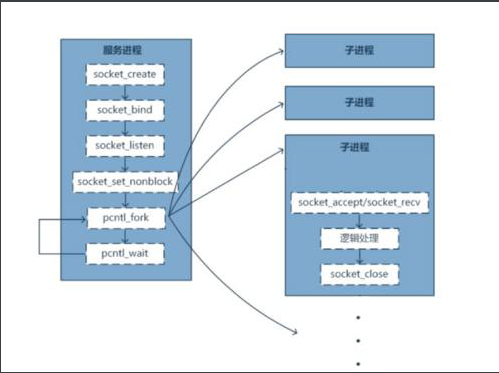 服务进程
socket_create
socket_bind
socket_listen
socket_set_nonblock
pcntl_fork
pcntl_wait
子进程
子进程
子进程
socket_accept/socket_recv
逻辑处理
socket_close